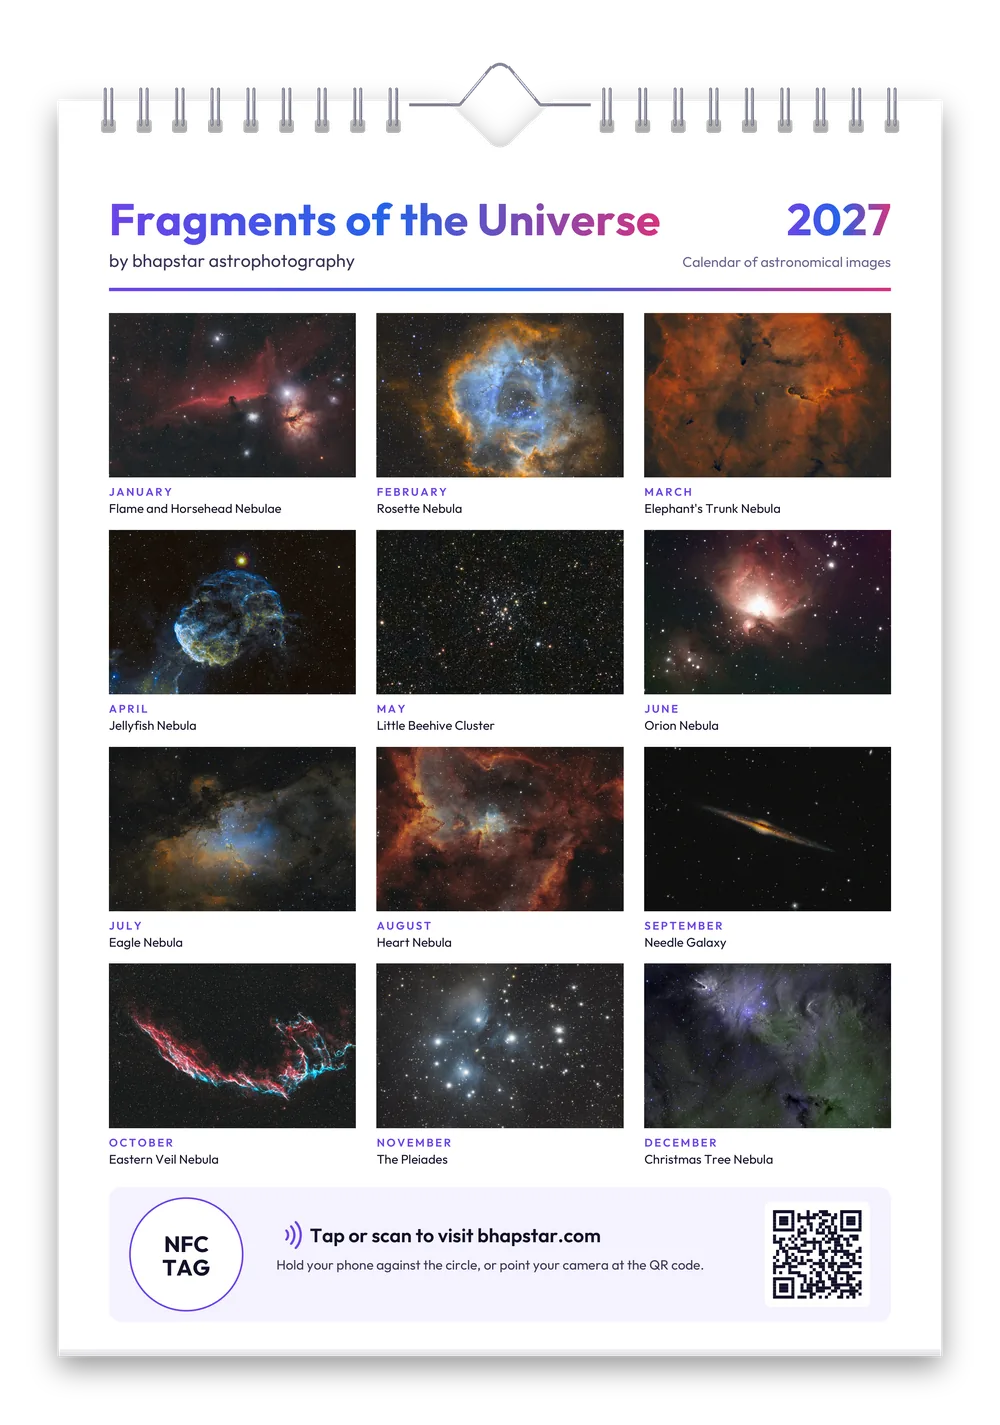 Fragments of the Universe
2027
by bhapstar astrophotography
Calendar of astronomical images
JANUARY
Flame and Horsehead Nebulae
FEBRUARY
Rosette Nebula
MARCH
Elephant's Trunk Nebula
APRIL
Jellyfish Nebula
MAY
Little Beehive Cluster
JUNE
Orion Nebula
JULY
Eagle Nebula
AUGUST
Heart Nebula
SEPTEMBER
Needle Galaxy
OCTOBER
Eastern Veil Nebula
NOVEMBER
The Pleiades
DECEMBER
Christmas Tree Nebula
NFC
TAG
Tap or scan to visit bhapstar.com
Hold your phone against the circle, or point your camera at the QR code.